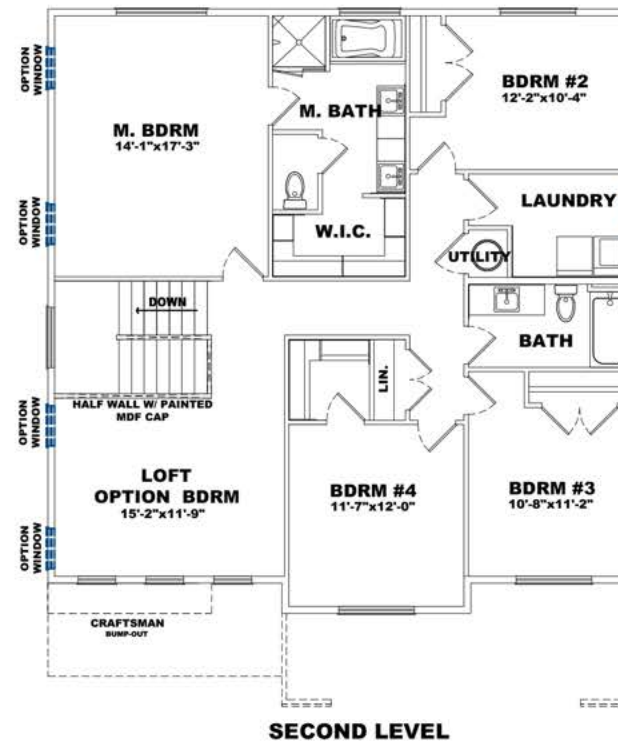 OPTION
WINDOW
M. BDRM
14'-1"x17'-3"
M. BATH
BDRM #2
12'-2"x10'-4"
OPTION
WINDOW
W.I.C.
LAUNDRY
UTILITY
DOWN
BATH
HALF WALL W/ PAINTED
MDF CAP
LIN.
OPTION
WINDOW
LOFT
OPTION BDRM
15'-2"x11'-9"
BDRM #4
11'-7"x12'-0"
BDRM #3
10'-8"x11'-2"
OPTION
WINDOW
CRAFTSMAN
BUMP-OUT
SECOND LEVEL